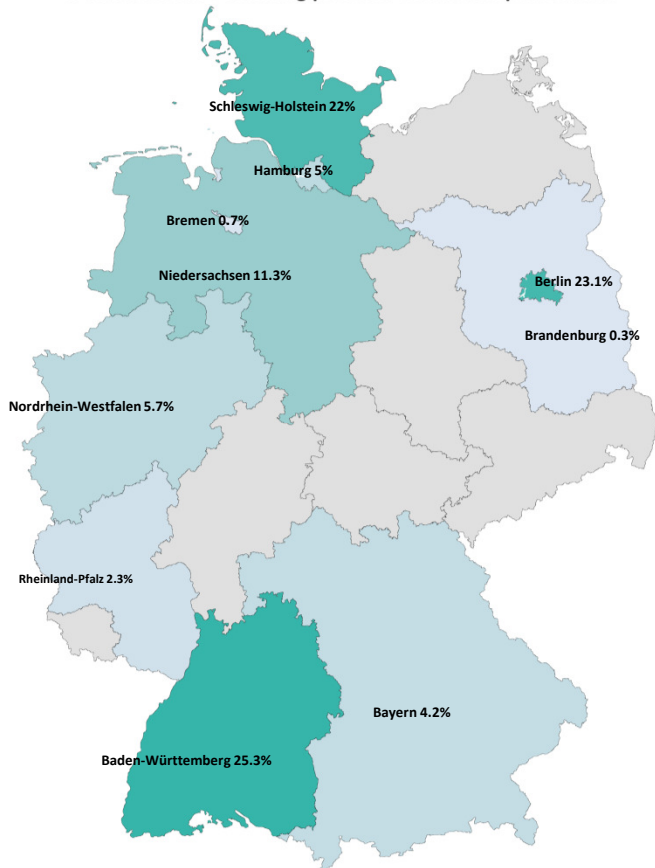 Schleswig-Holstein 22%
Hamburg 5%
Bremen 0.7%
Niedersachsen 11.3%
Berlin 23.1%
Brandenburg 0.3%
Nordrhein-Westfalen 5.7%
Rheinland-Pfalz 2.3%
Bayern 4.2%
Baden-Württemberg 25.3%